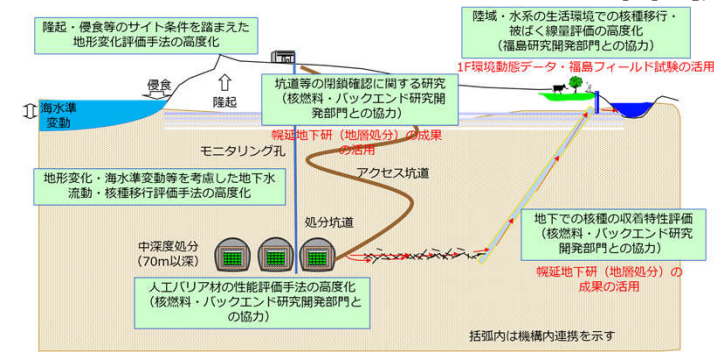 隆起・侵食等のサイト条件を踏まえた
地形変化評価手法の高度化
陸域・水系の生活環境での核種移行・
被ばく線量評価の高度化
（福島研究開発部門との協力）
1F環境動態データ・福島フィールド試験の活用
侵食
隆起
海水準
変動
坑道等の閉鎖確認に関する研究
（核燃料・バックエンド研究開
発部門との協力）
幌延地下研（地層処分）の成果
の活用
モニタリング孔
アクセス坑道
地形変化・海水準変動等を考慮した地下水
流動・核種移行評価手法の高度化
処分坑道
中深度処分
（70m以深）
地下での核種の収着特性評価
（核燃料・バックエンド研究
開発部門との協力）
幌延地下研（地層処分）の
成果の活用
人工バリア材の性能評価手法の高度化
（核燃料・バックエンド研究開発部門と
の協力）
括弧内は機構内連携を示す